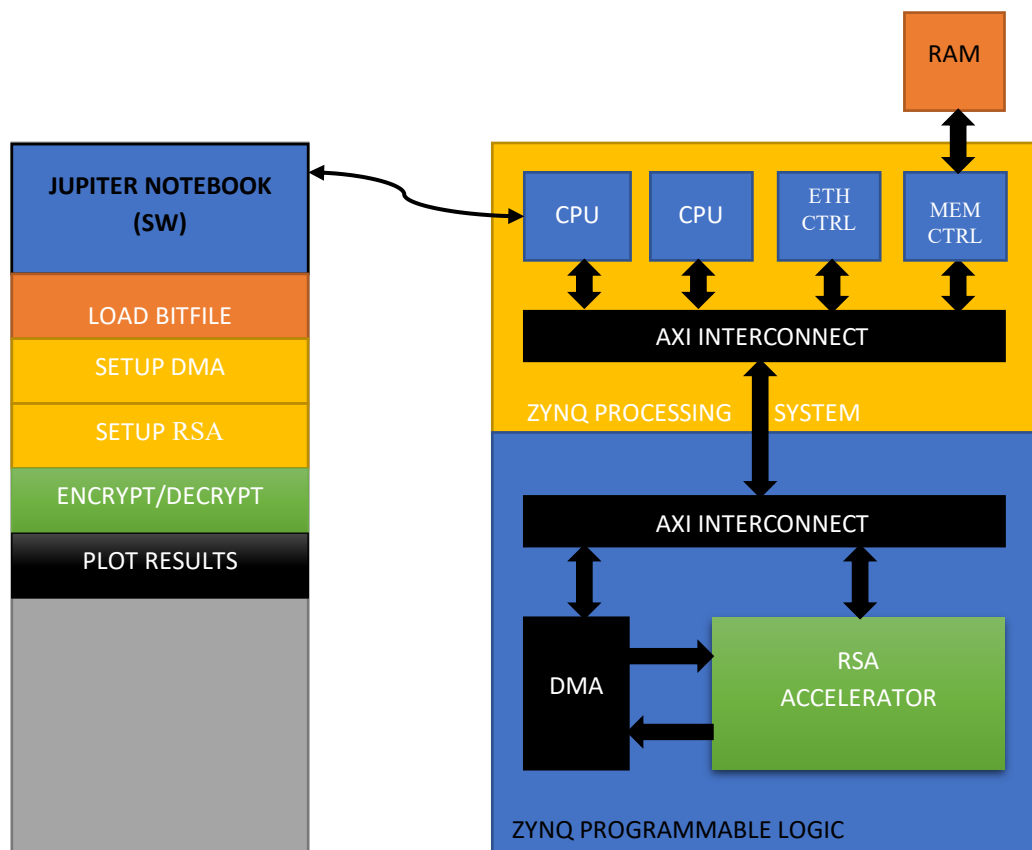 RAM
JUPITER NOTEBOOK
(SW)
LOAD BITFILE
SETUP DMA
SETUP RSA
ENCRYPT/DECRYPT
PLOT RESULTS
CPU
CPU
ETH
CTRL
MEM
CTRL
AXI INTERCONNECT
ZYNQ PROCESSING SYSTEM
AXI INTERCONNECT
DMA
RSA
ACCELERATOR
ZYNQ PROGRAMMABLE LOGIC